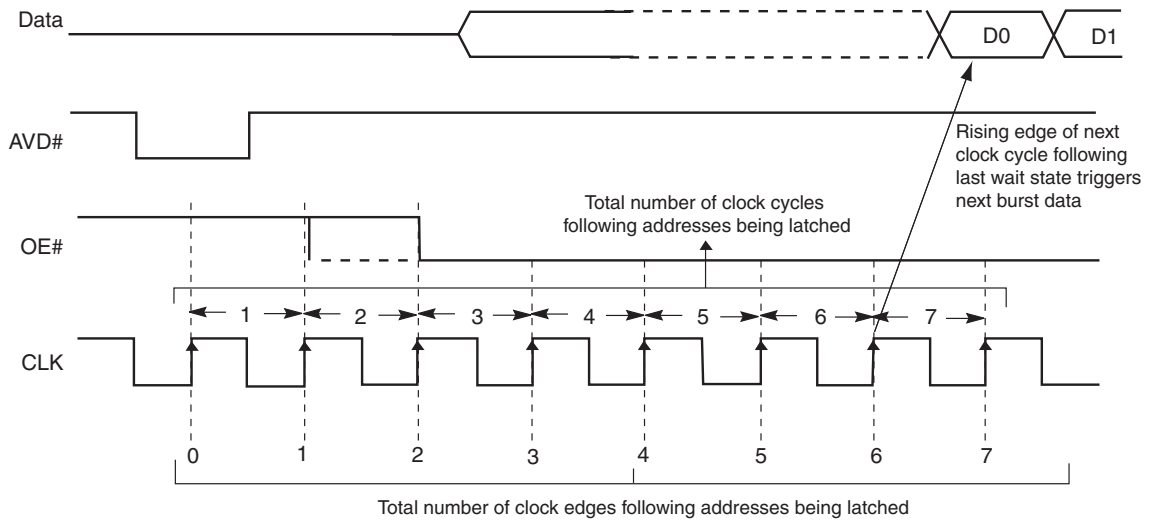 Data
D0
D1
AVD#
Rising edge of next
clock cycle following
last wait state triggers
next burst data
Total number of clock cycles
following addresses being latched
OE#
1 2 3 4 5 6 7
CLK
0 1 2 3 4 5 6 7
Total number of clock edges following addresses being latched